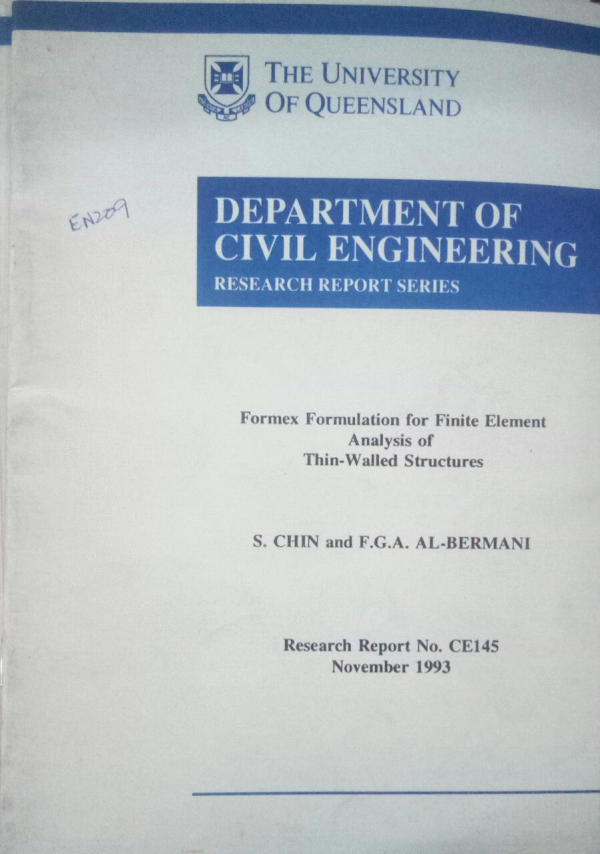 THE UNIVERSITY
OF QUEENSLAND
EN209
DEPARTMENT OF
CIVIL ENGINEERING
RESEARCH REPORT SERIES
Formex Formulation for Finite Element
Analysis of
Thin-Walled Structures
S. CHIN and F.G.A. AL-BERMANI
Research Report No. CE145
November 1993